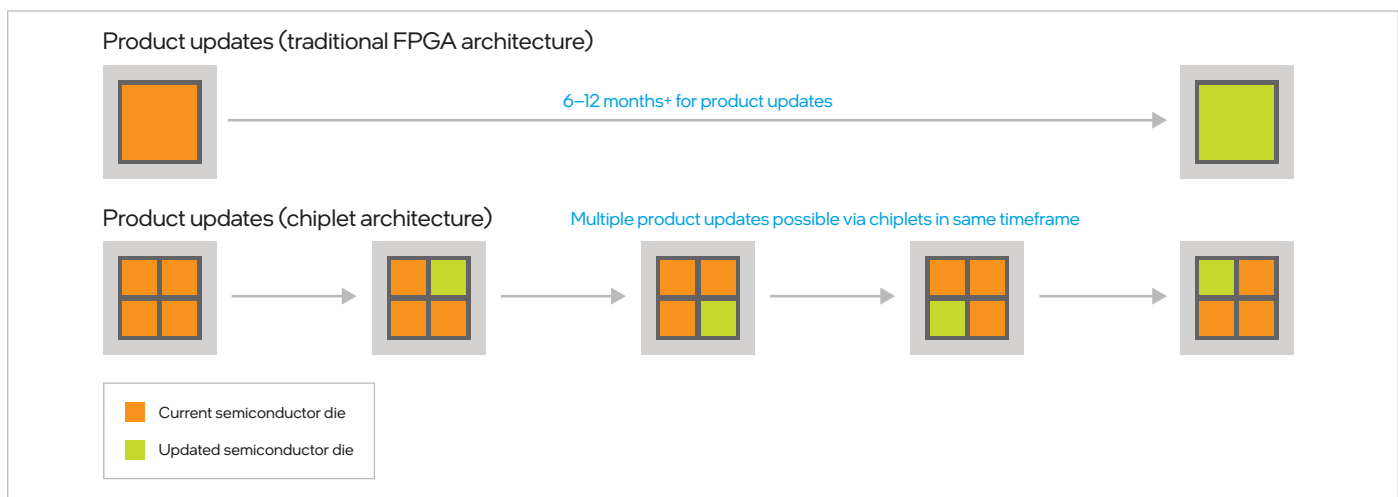 Product updates (traditional FPGA architecture)
6–12 months+ for product updates
Product updates (chiplet architecture)
Multiple product updates possible via chiplets in same timeframe
Current semiconductor die
Updated semiconductor die